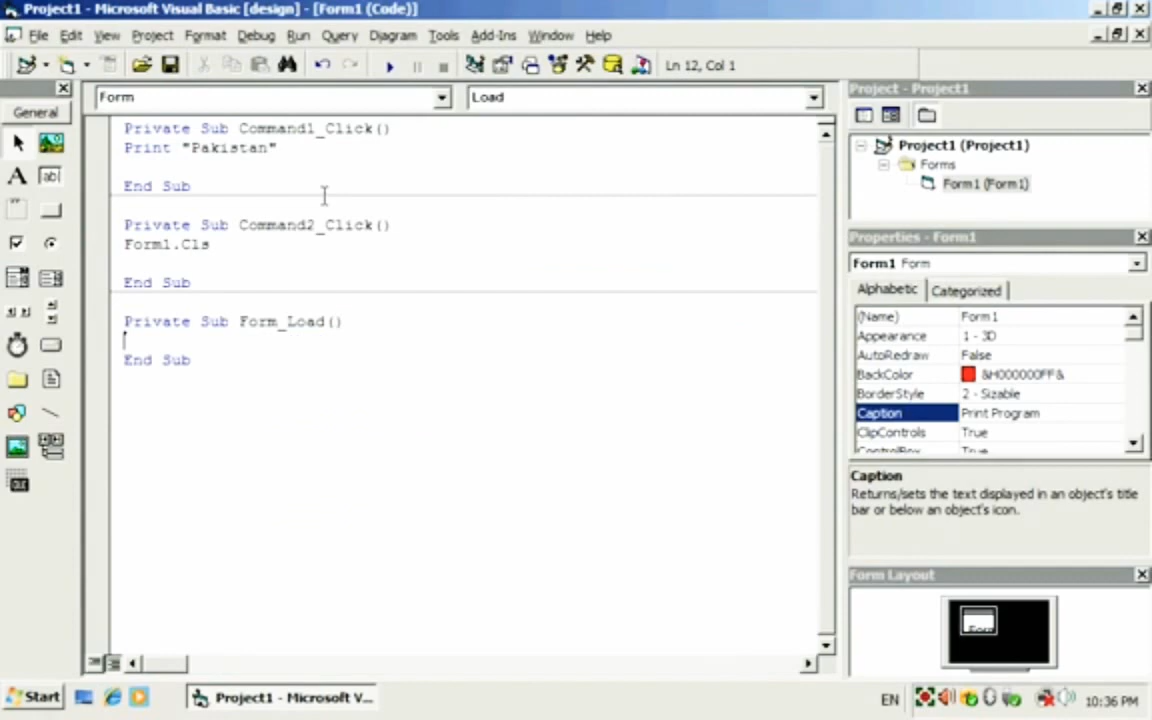 Project1 - Microsoft Visual Basic [design] - [Form1 (Code)]
File Edit View Project Format Debug Run Query Diagram Tools Add-Ins Window Help
Ln 12, Col 1
General
Form Load
Private Sub Command1_Click()
Print "Pakistan"
End Sub
Private Sub Command2_Click()
Form1.Cls
End Sub
Private Sub Form_Load()
End Sub
A ab|
Project - Project1
Project1 (Project1)
Forms
Form1 (Form1)
Properties - Form1
Form1 Form
Alphabetic Categorized
(Name) Form1
Appearance 1 - 3D
AutoRedraw False
BackColor &H000000FF&
BorderStyle 2 - Sizable
Caption Print Program
ClipControls True
ControlBox True
Caption
Returns/sets the text displayed in an object's title
bar or below an object's icon.
Form Layout
Start
Project1 - Microsoft V...
EN
10:36 PM